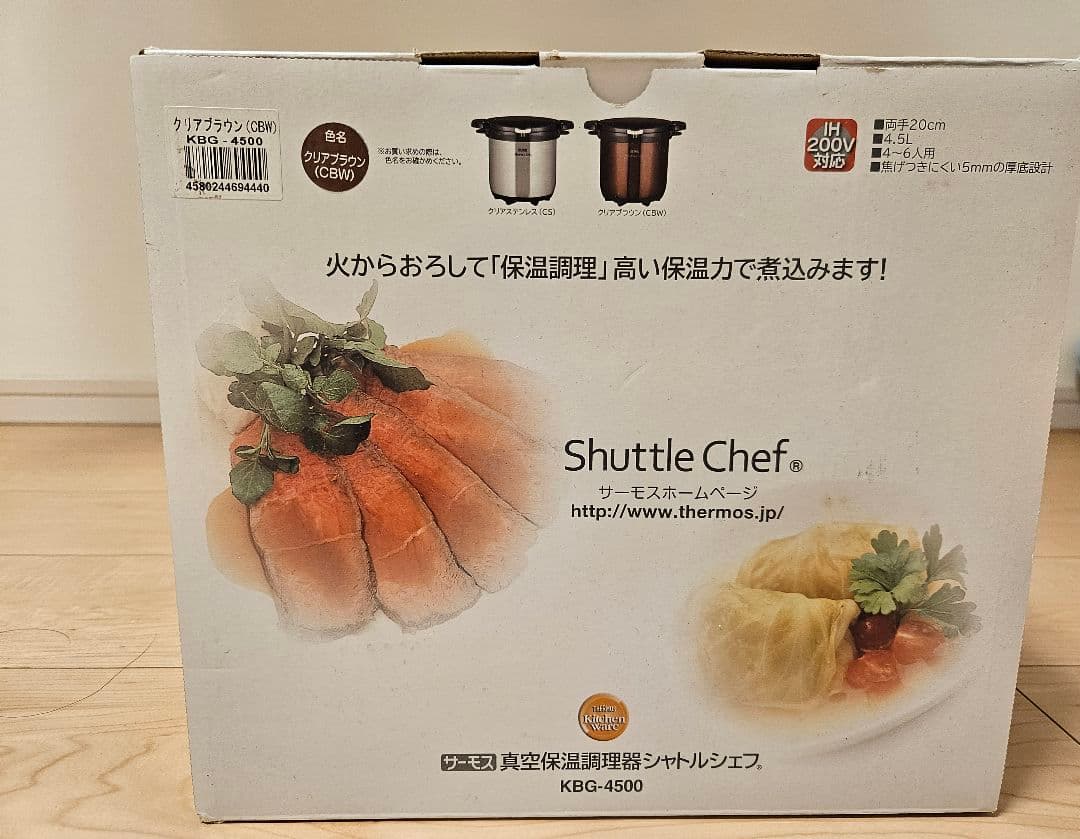 クリアブラウン(CBW)
KBG - 4500
4580244694440
色名
クリアブラウン
(CBW)
※お買い求めの際は、
色名をお確かめください。
クリアステンレス(CS)
クリアブラウン(CBW)
IH
200V
対応
■両手20cm
■4.5L
■4〜6人用
■焦げつきにくい5mmの厚底設計
火からおろして「保温調理」高い保温力で煮込みます!
Shuttle Chef®
サーモスホームページ
http://www.thermos.jp/
Kitchen
Ware
サーモス 真空保温調理器シャトルシェフ®
KBG-4500